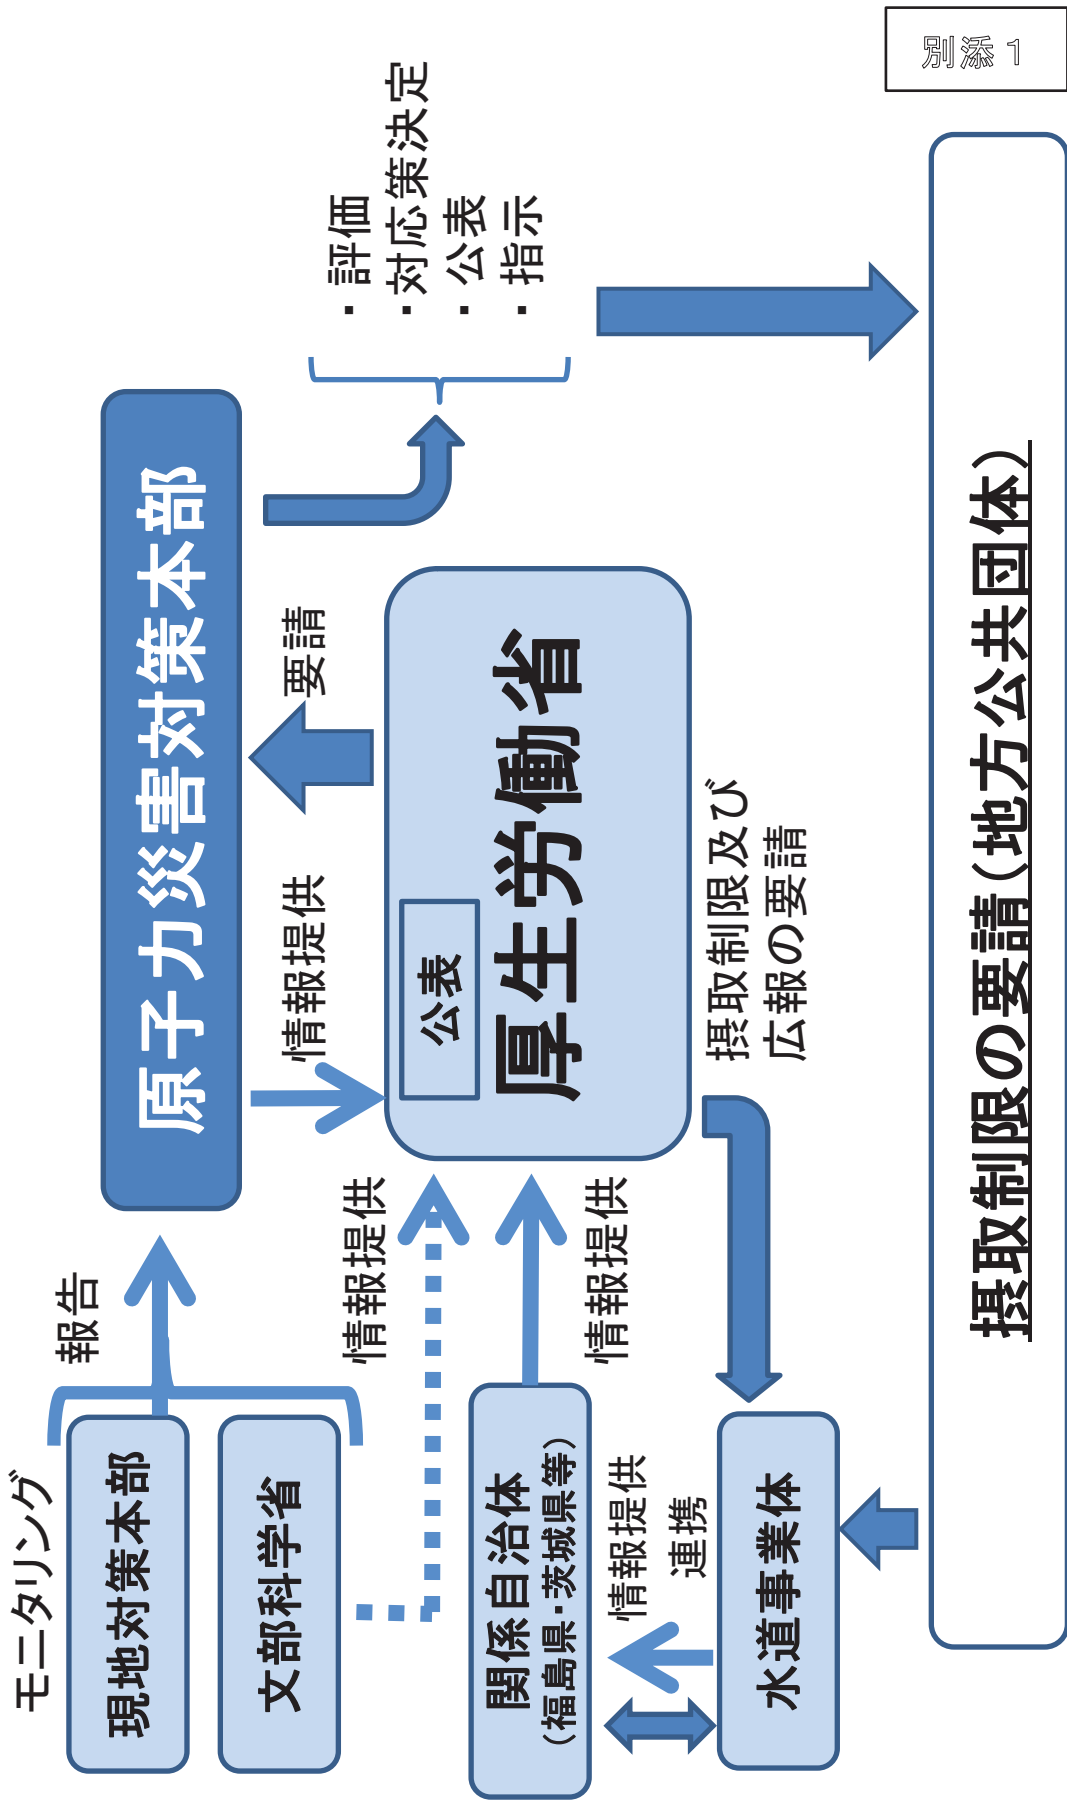 別添１
モニタリング
現地対策本部
文部科学省
報告
原子力災害対策本部
情報提供
要請
・評価
・対応策決定
・公表
・指示
情報提供
公表
厚生労働省
関係自治体
（福島県・茨城県等）
情報提供
情報提供
連携
摂取制限及び
広報の要請
水道事業体
摂取制限の要請（地方公共団体）